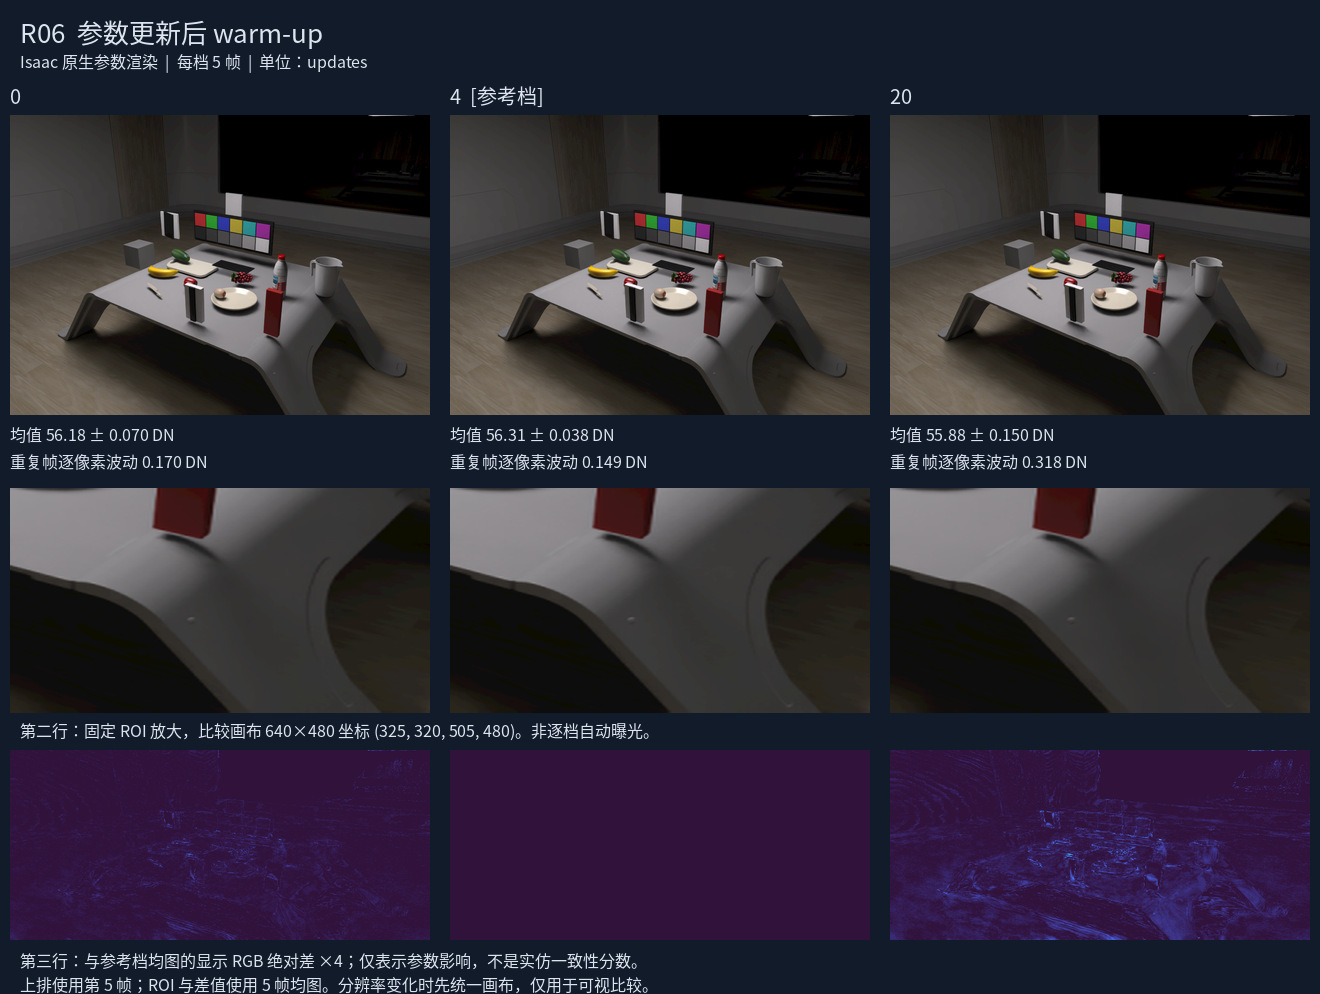 R06 参数更新后 warm-up
Isaac 原生参数渲染 | 每档 5 帧 | 单位：updates
0
4 [参考档]
20
均值 56.18 ± 0.070 DN
重复帧逐像素波动 0.170 DN
均值 56.31 ± 0.038 DN
重复帧逐像素波动 0.149 DN
均值 55.88 ± 0.150 DN
重复帧逐像素波动 0.318 DN
第二行：固定 ROI 放大，比较画布 640×480 坐标 (325, 320, 505, 480)。非逐档自动曝光。
第三行：与参考档均图的显示 RGB 绝对差 ×4；仅表示参数影响，不是实仿一致性分数。
上排使用第 5 帧；ROI 与差值使用 5 帧均图。分辨率变化时先统一画布，仅用于可视比较。